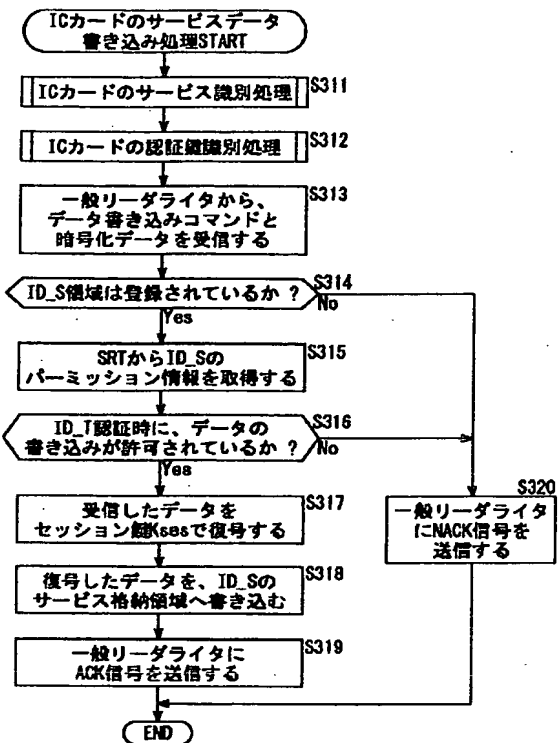 ICカードのサービスデータ
書き込み処理START
ICカードのサービス識別処理
S311
ICカードの認証鍵識別処理
S312
一般リーダライタから、
データ書き込みコマンドと
暗号化データを受信する
S313
ID_S領域は登録されているか ?
S314
No
Yes
SRTからID_Sの
パーミッション情報を取得する
S315
ID_T認証時に、データの
書き込みが許可されているか ?
S316
No
Yes
受信したデータを
セッション鍵Ksesで復号する
S317
S320
一般リーダライタ
にNACK信号を
送信する
復号したデータを、ID_Sの
サービス格納領域へ書き込む
S318
一般リーダライタに
ACK信号を送信する
S319
END